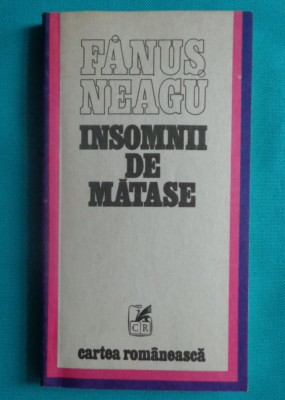 FĂNUȘ
NEAGU
INSOMNII
DE
MĂTASE
CR
cartea românească